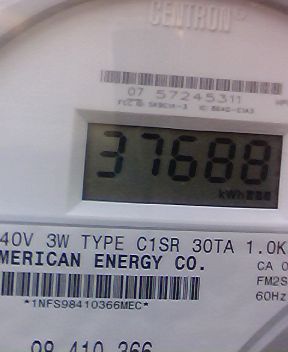 CENTRON
07 57245311
37688
kWh
40V 3W TYPE C1SR 30TA 1.0K
MERICAN ENERGY CO.
CA 0
FM2S
60Hz
*1NFS98410366MEC*
98 410 366